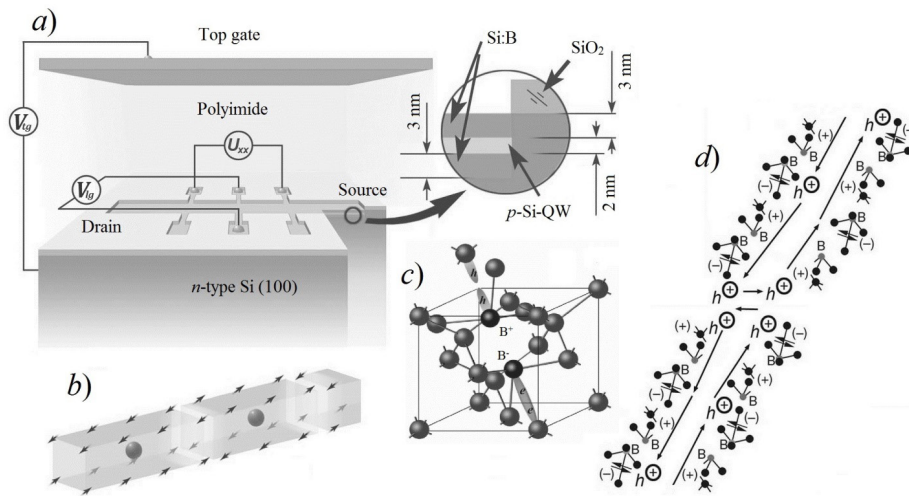 a)
Top gate
Polyimide
Vtg
Uxx
Vlg
Source
Drain
n-type Si (100)
Si:B
SiO2
3 nm
3 nm
2 nm
p-Si-QW
b)
c)
h
h
B+
B-
e
e
d)
(+)
h+
B
B
(-)
B
h+
(+)
B
(-)
B
B
(-)
B
(+)
(-)
h+
h+
h+
h+
(+)
B
(-)
B
B
(-)
B
(+)
(+)
h+
B
(-)
B
B
(-)
h+
B
(+)